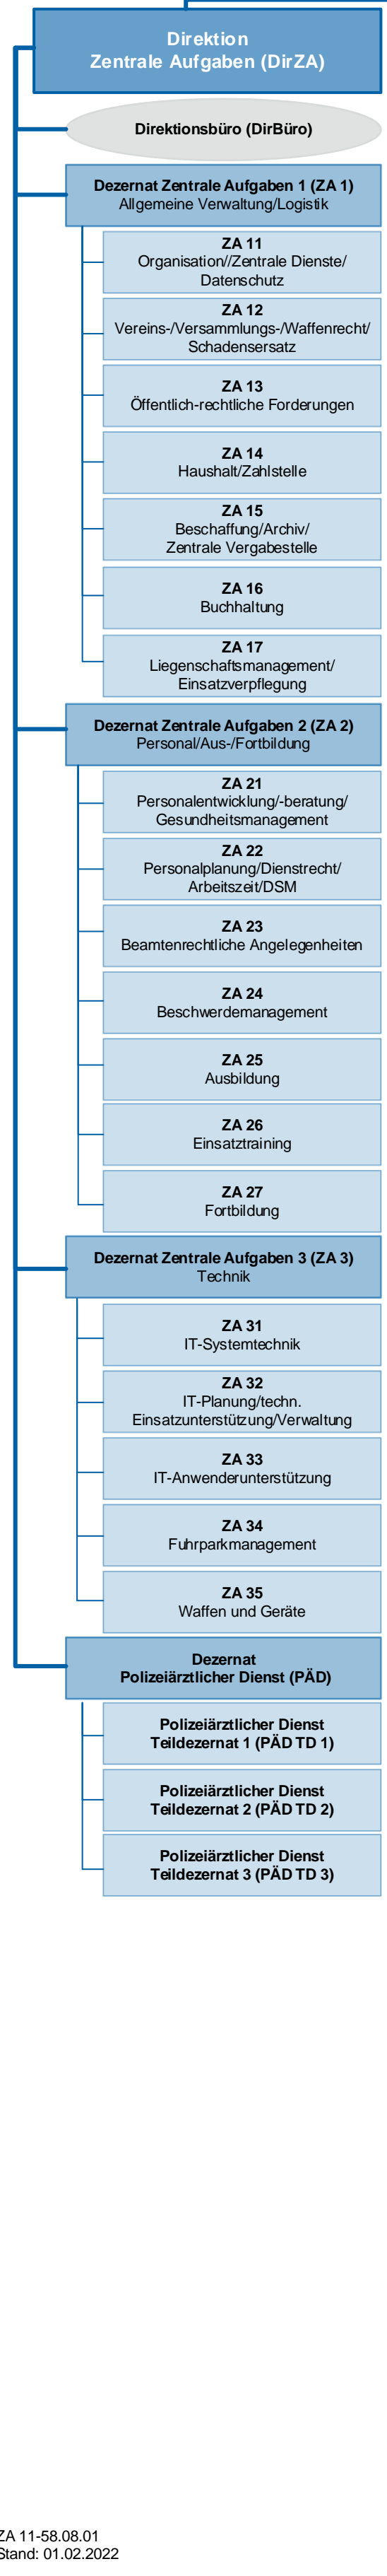 Direktion
Zentrale Aufgaben (DirZA)
Direktionsbüro (DirBüro)
Dezernat Zentrale Aufgaben 1 (ZA 1)
Allgemeine Verwaltung/Logistik
ZA 11
Organisation//Zentrale Dienste/
Datenschutz
ZA 12
Vereins-/Versammlungs-/Waffenrecht/
Schadensersatz
ZA 13
Öffentlich-rechtliche Forderungen
ZA 14
Haushalt/Zahlstelle
ZA 15
Beschaffung/Archiv/
Zentrale Vergabestelle
ZA 16
Buchhaltung
ZA 17
Liegenschaftsmanagement/
Einsatzverpflegung
Dezernat Zentrale Aufgaben 2 (ZA 2)
Personal/Aus-/Fortbildung
ZA 21
Personalentwicklung/-beratung/
Gesundheitsmanagement
ZA 22
Personalplanung/Dienstrecht/
Arbeitszeit/DSM
ZA 23
Beamtenrechtliche Angelegenheiten
ZA 24
Beschwerdemanagement
ZA 25
Ausbildung
ZA 26
Einsatztraining
ZA 27
Fortbildung
Dezernat Zentrale Aufgaben 3 (ZA 3)
Technik
ZA 31
IT-Systemtechnik
ZA 32
IT-Planung/techn.
Einsatzunterstützung/Verwaltung
ZA 33
IT-Anwenderunterstützung
ZA 34
Fuhrparkmanagement
ZA 35
Waffen und Geräte
Dezernat
Polizeiärztlicher Dienst (PÄD)
Polizeiärztlicher Dienst
Teildezernat 1 (PÄD TD 1)
Polizeiärztlicher Dienst
Teildezernat 2 (PÄD TD 2)
Polizeiärztlicher Dienst
Teildezernat 3 (PÄD TD 3)
ZA 11-58.08.01
Stand: 01.02.2022